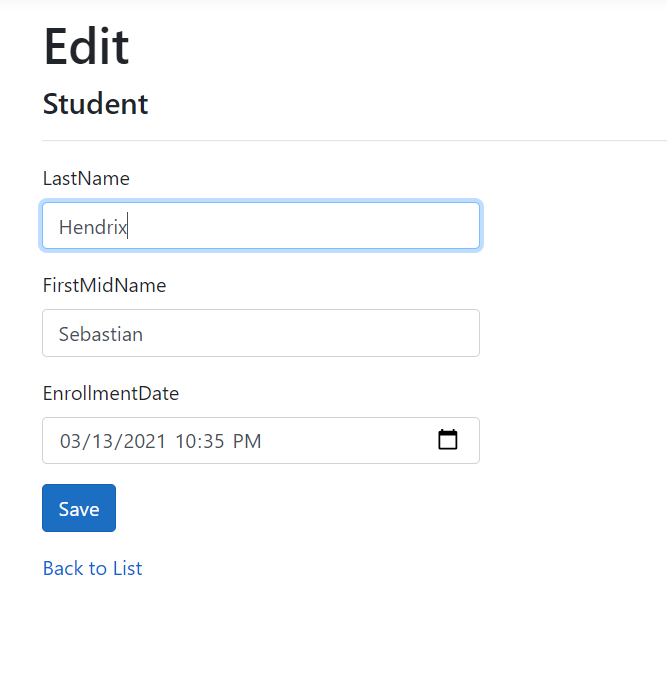 Edit
Student
LastName
Hendrix
FirstMidName
Sebastian
EnrollmentDate
03/13/2021 10:35 PM
Save
Back to List